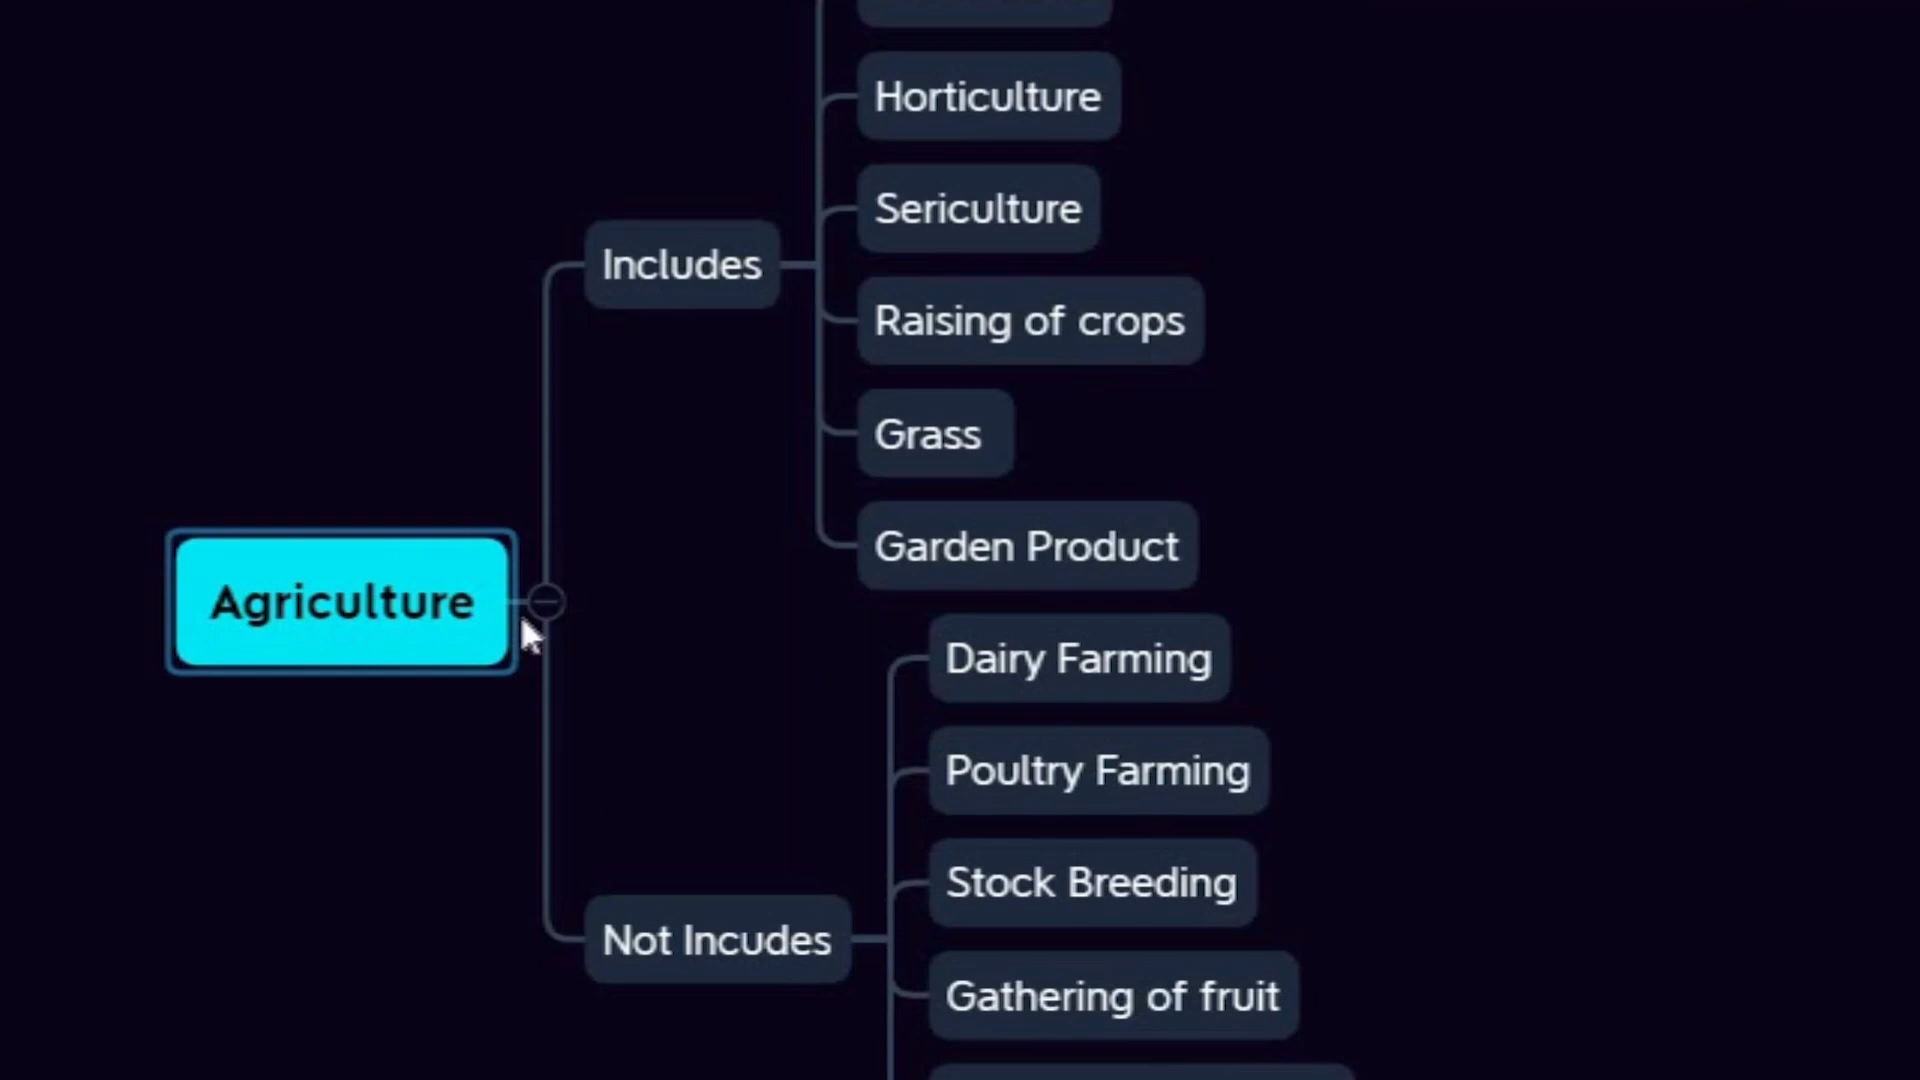 Horticulture
Sericulture
Includes
Raising of crops
Grass
Garden Product
Agriculture
Dairy Farming
Poultry Farming
Stock Breeding
Not Incudes
Gathering of fruit